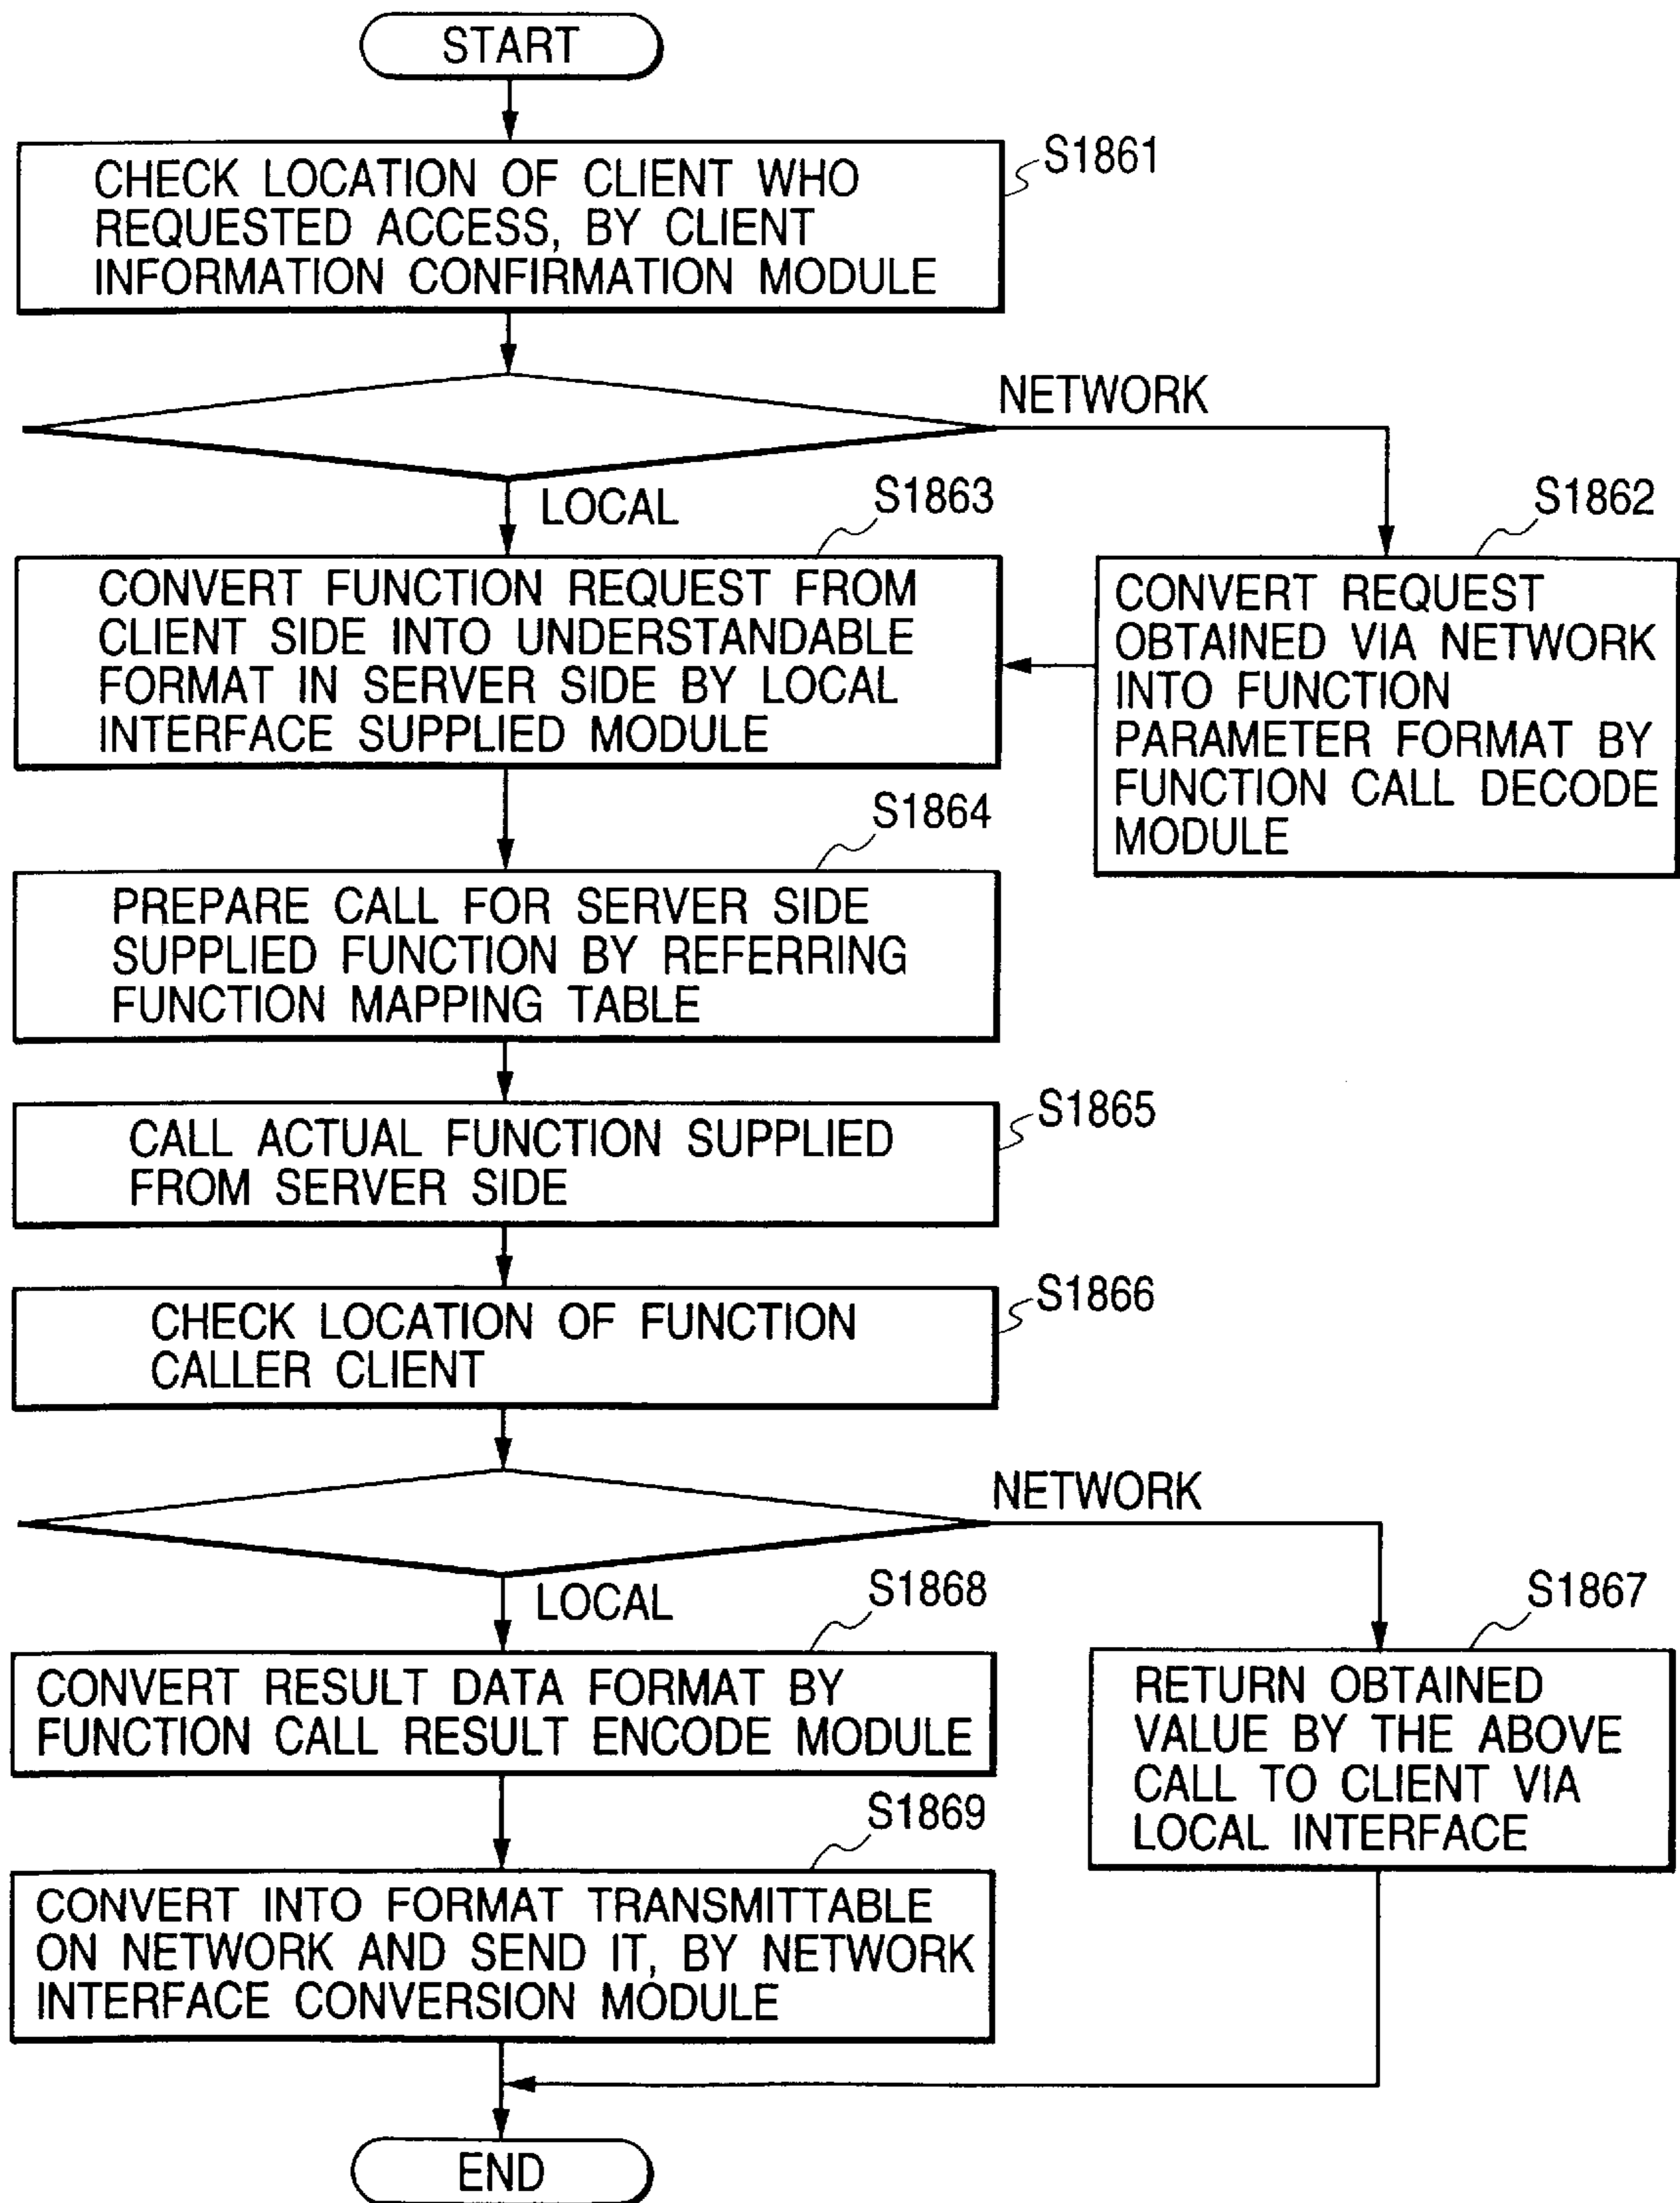 START
S1861
CHECK LOCATION OF CLIENT WHO
REQUESTED ACCESS, BY CLIENT
INFORMATION CONFIRMATION MODULE
NETWORK
LOCAL
S1863
S1862
CONVERT FUNCTION REQUEST FROM
CLIENT SIDE INTO UNDERSTANDABLE
FORMAT IN SERVER SIDE BY LOCAL
INTERFACE SUPPLIED MODULE
CONVERT REQUEST
OBTAINED VIA NETWORK
INTO FUNCTION
PARAMETER FORMAT BY
FUNCTION CALL DECODE
MODULE
S1864
PREPARE CALL FOR SERVER SIDE
SUPPLIED FUNCTION BY REFERRING
FUNCTION MAPPING TABLE
S1865
CALL ACTUAL FUNCTION SUPPLIED
FROM SERVER SIDE
S1866
CHECK LOCATION OF FUNCTION
CALLER CLIENT
NETWORK
LOCAL
S1868
S1867
CONVERT RESULT DATA FORMAT BY
FUNCTION CALL RESULT ENCODE MODULE
RETURN OBTAINED
VALUE BY THE ABOVE
CALL TO CLIENT VIA
LOCAL INTERFACE
S1869
CONVERT INTO FORMAT TRANSMITTABLE
ON NETWORK AND SEND IT, BY NETWORK
INTERFACE CONVERSION MODULE
END